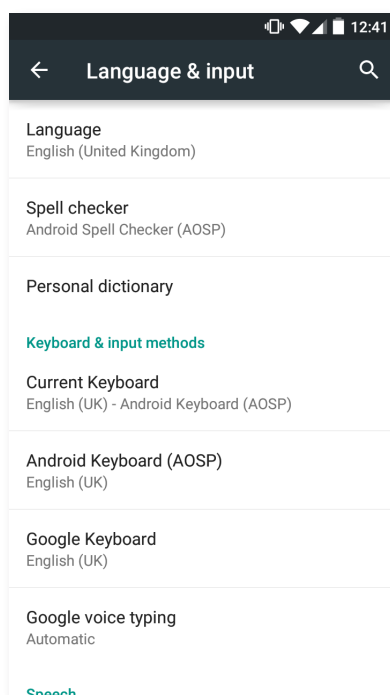 12:41
Language & input
Language
English (United Kingdom)
Spell checker
Android Spell Checker (AOSP)
Personal dictionary
Keyboard & input methods
Current Keyboard
English (UK) - Android Keyboard (AOSP)
Android Keyboard (AOSP)
English (UK)
Google Keyboard
English (UK)
Google voice typing
Automatic
Speech